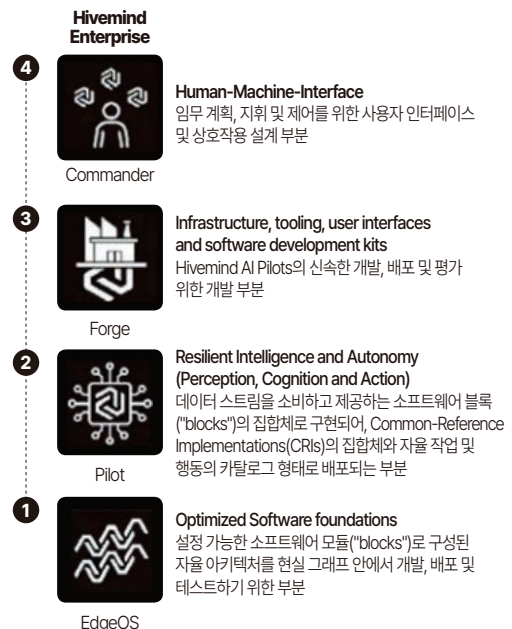 Hivemind
Enterprise
4
Human-Machine-Interface
임무 계획, 지휘 및 제어를 위한 사용자 인터페이스
및 상호작용 설계 부분
Commander
3
Infrastructure, tooling, user interfaces
and software development kits
Hivemind AI Pilots의 신속한 개발, 배포 및 평가
위한 개발 부분
Forge
2
Resilient Intelligence and Autonomy
(Perception, Cognition and Action)
데이터 스트림을 소비하고 제공하는 소프트웨어 블록
("blocks")의 집합체로 구현되어, Common-Reference
Implementations(CRIs)의 집합체와 자율 작업 및
행동의 카탈로그 형태로 배포되는 부분
Pilot
1
Optimized Software foundations
설정 가능한 소프트웨어 모듈("blocks")로 구성된
자율 아키텍처를 현실 그래프 안에서 개발, 배포 및
테스트하기 위한 부분
EdgeOS